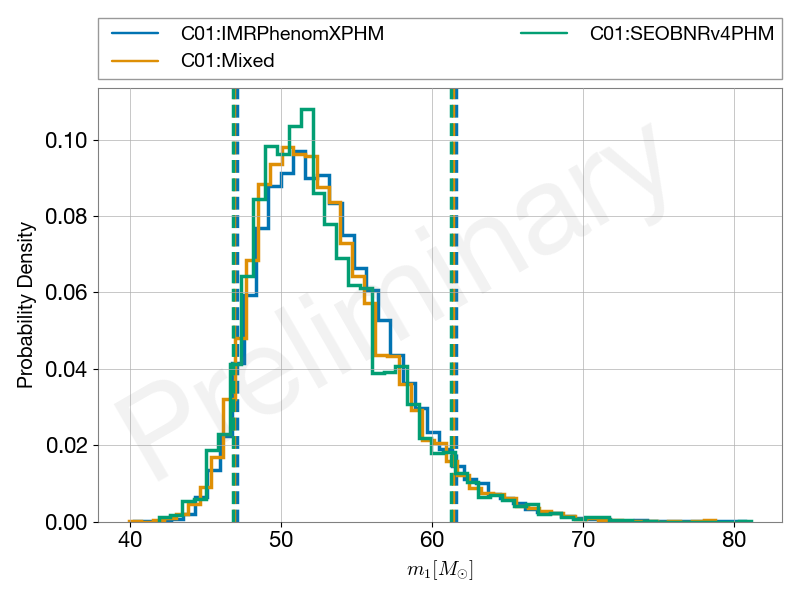 C01:IMRPhenomXPHM
C01:Mixed
C01:SEOBNRv4PHM
Preliminary
Probability Density
0.10
0.08
0.06
0.04
0.02
0.00
40 50 60 70 80
m₁[M☉]